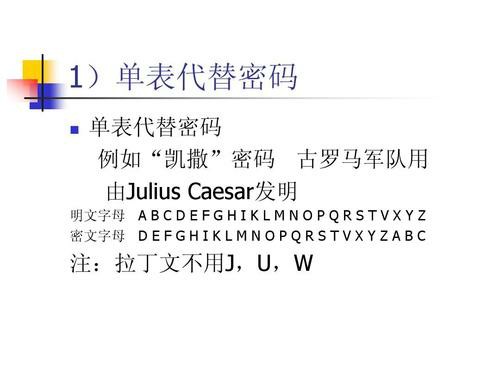 1）单表代替密码
单表代替密码
例如“凯撒”密码 古罗马军队用
由Julius Caesar发明
明文字母 A B C D E F G H I K L M N O P Q R S T V X Y Z
密文字母 D E F G H I K L M N O P Q R S T V X Y Z A B C
注：拉丁文不用J，U，W